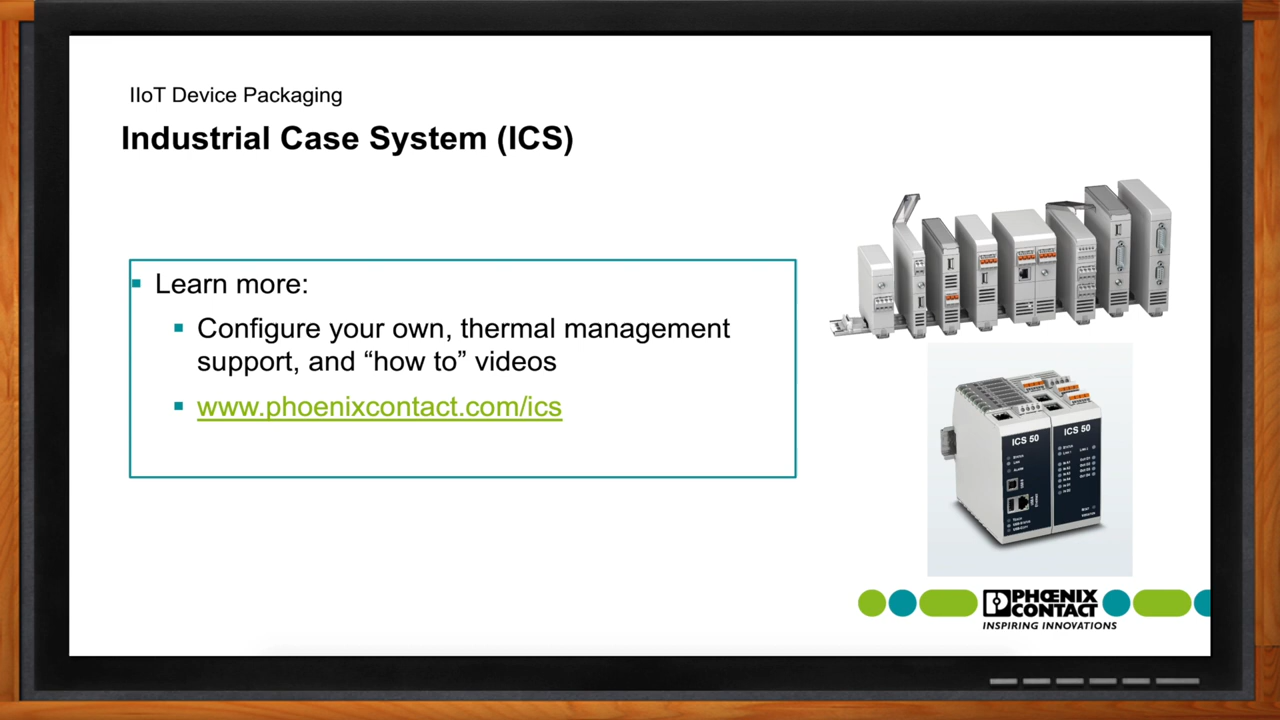 IIoT Device Packaging
Industrial Case System (ICS)
Learn more:
Configure your own, thermal management
support, and “how to” videos
www.phoenixcontact.com/ics
ICS 50
ICS 50
PHŒNIX
CONTACT
INSPIRING INNOVATIONS